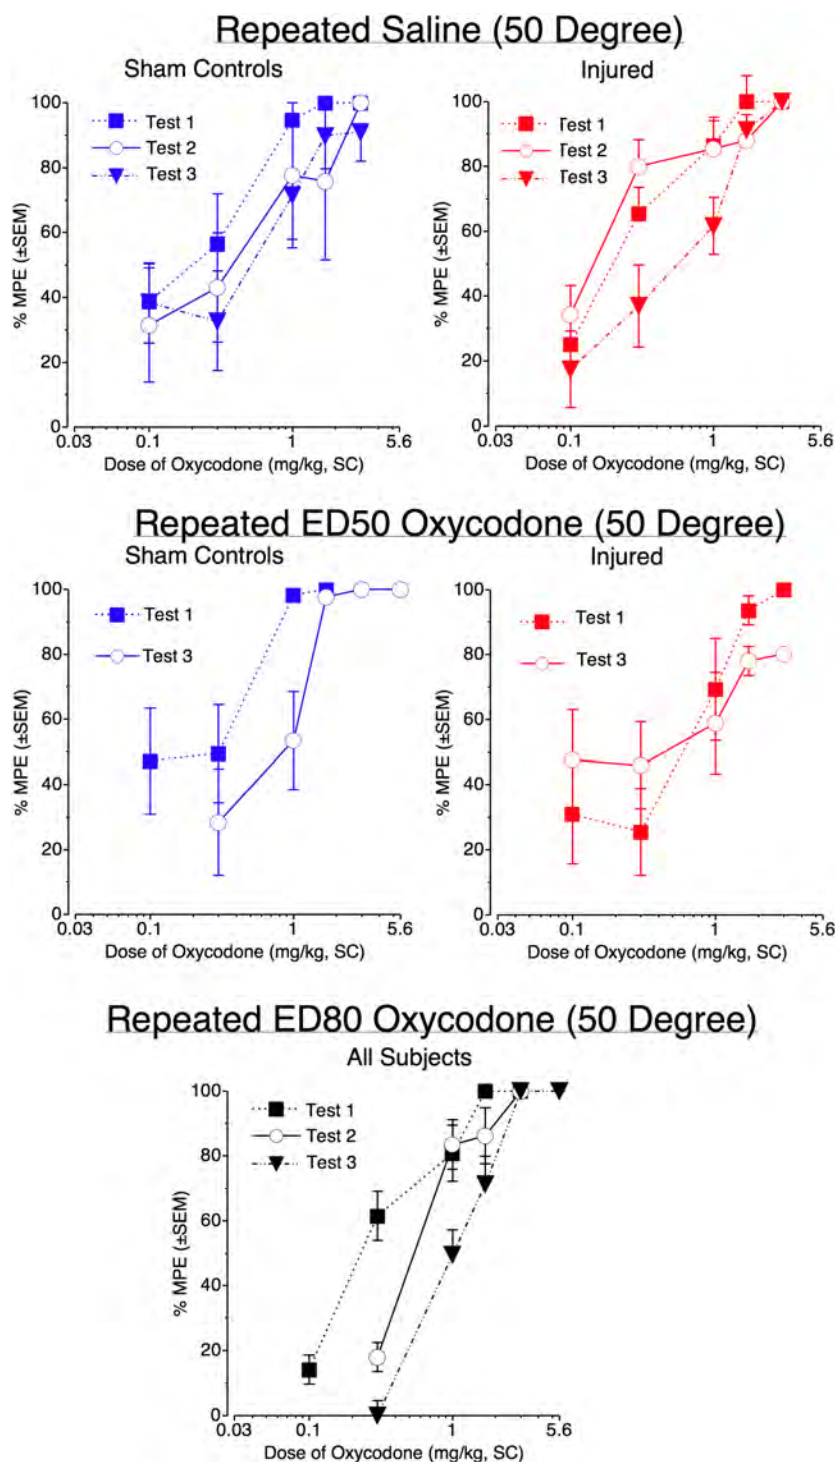 Repeated Saline (50 Degree)
Sham Controls
Injured
100
80
60
40
20
0
% MPE (±SEM)
Test 1
Test 2
Test 3
0.03
0.1
1
5.6
Dose of Oxycodone (mg/kg, SC)
100
80
60
40
20
0
% MPE (±SEM)
Test 1
Test 2
Test 3
0.03
0.1
1
5.6
Dose of Oxycodone (mg/kg, SC)
Repeated ED50 Oxycodone (50 Degree)
Sham Controls
Injured
100
80
60
40
20
0
% MPE (±SEM)
Test 1
Test 3
0.03
0.1
1
5.6
Dose of Oxycodone (mg/kg, SC)
100
80
60
40
20
0
% MPE (±SEM)
Test 1
Test 3
0.03
0.1
1
5.6
Dose of Oxycodone (mg/kg, SC)
Repeated ED80 Oxycodone (50 Degree)
All Subjects
100
80
60
40
20
0
% MPE (±SEM)
Test 1
Test 2
Test 3
0.03
0.1
1
5.6
Dose of Oxycodone (mg/kg, SC)